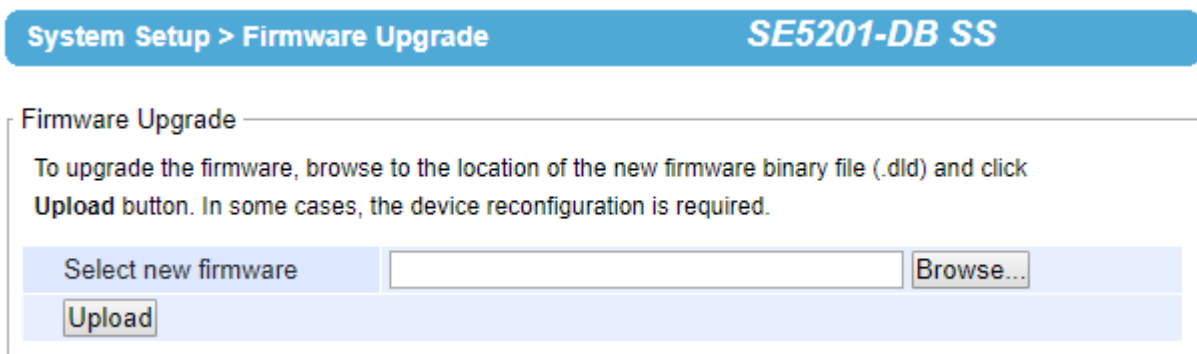 System Setup > Firmware Upgrade SE5201-DB SS
Firmware Upgrade
To upgrade the firmware, browse to the location of the new firmware binary file (.dld) and click
Upload button. In some cases, the device reconfiguration is required.
Select new firmware Browse...
Upload